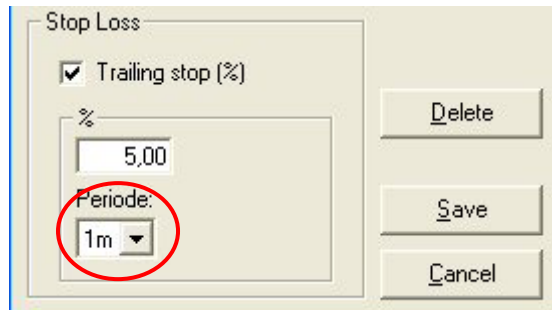 Stop Loss
Trailing stop (%)
%
5,00
Periode:
1m
Delete
Save
Cancel